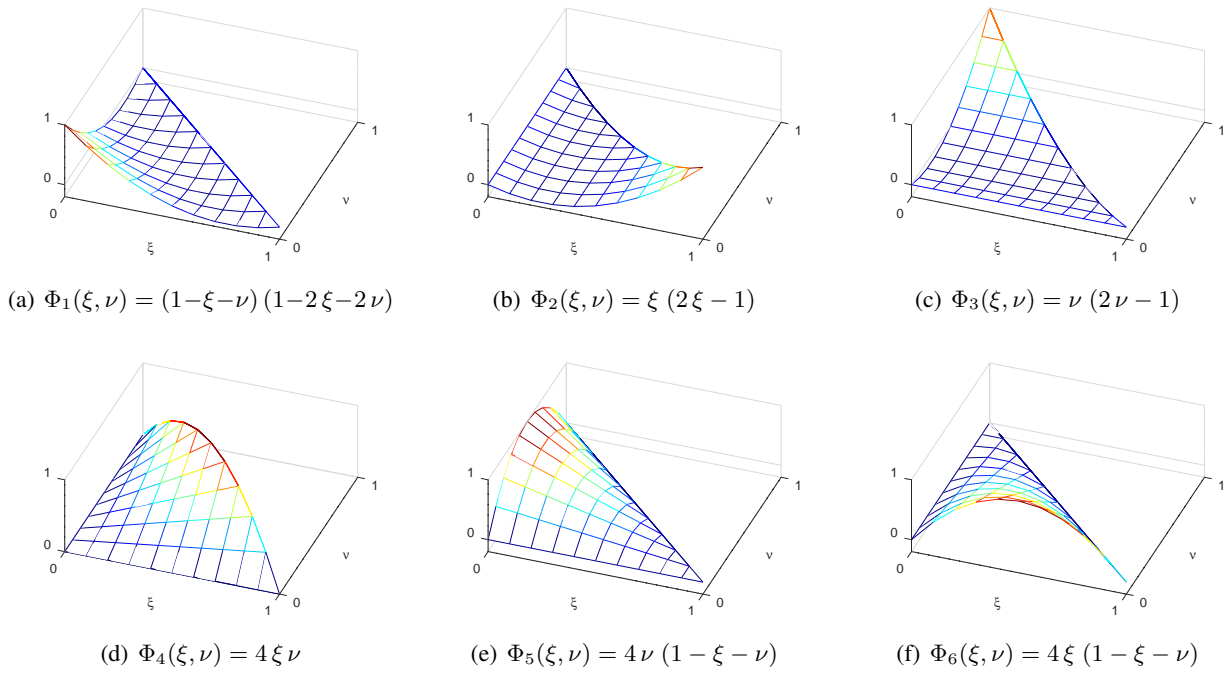 1
0
0
ξ
1
0
ν
1
1
0
0
ξ
1
0
ν
1
1
0
0
ξ
1
0
ν
1
(a) Φ₁(ξ, ν) = (1−ξ−ν) (1−2 ξ−2 ν)
(b) Φ₂(ξ, ν) = ξ (2 ξ − 1)
(c) Φ₃(ξ, ν) = ν (2 ν − 1)
1
0
0
ξ
1
0
ν
1
1
0
0
ξ
1
0
ν
1
1
0
0
ξ
1
0
ν
1
(d) Φ₄(ξ, ν) = 4 ξ ν
(e) Φ₅(ξ, ν) = 4 ν (1 − ξ − ν)
(f) Φ₆(ξ, ν) = 4 ξ (1 − ξ − ν)